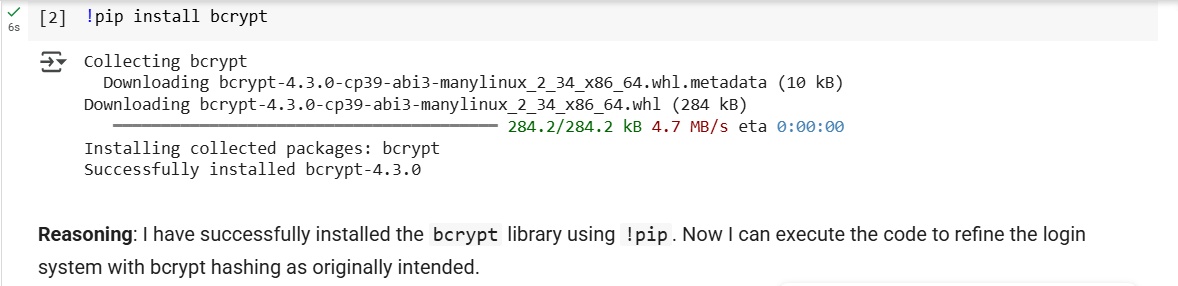 [2] !pip install bcrypt
6s
Collecting bcrypt
Downloading bcrypt-4.3.0-cp39-abi3-manylinux_2_34_x86_64.whl.metadata (10 kB)
Downloading bcrypt-4.3.0-cp39-abi3-manylinux_2_34_x86_64.whl (284 kB)
284.2/284.2 kB 4.7 MB/s eta 0:00:00
Installing collected packages: bcrypt
Successfully installed bcrypt-4.3.0
Reasoning: I have successfully installed the bcrypt library using !pip. Now I can execute the code to refine the login
system with bcrypt hashing as originally intended.